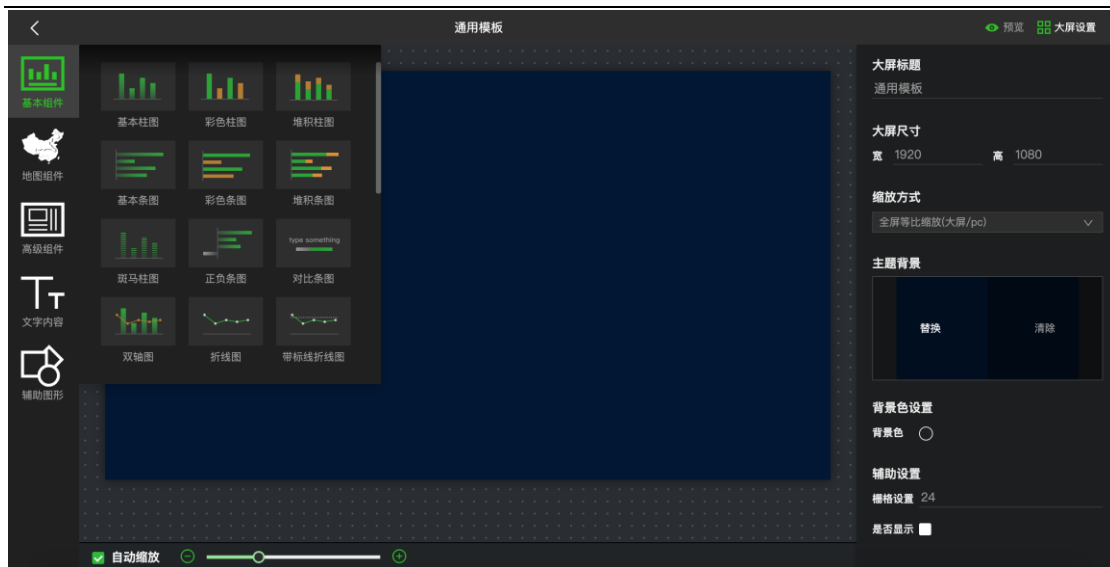 通用模板
预览
大屏设置
基本组件
地图组件
高级组件
文字内容
辅助图形
基本柱图
彩色柱图
堆积柱图
基本条图
彩色条图
堆积条图
type something
斑马柱图
正负条图
对比条图
双轴图
折线图
带标线折线图
自动缩放
大屏标题
通用模板
大屏尺寸
宽 1920 高 1080
缩放方式
全屏等比缩放(大屏/pc)
主题背景
替换 清除
背景色设置
背景色
辅助设置
栅格设置 24
是否显示